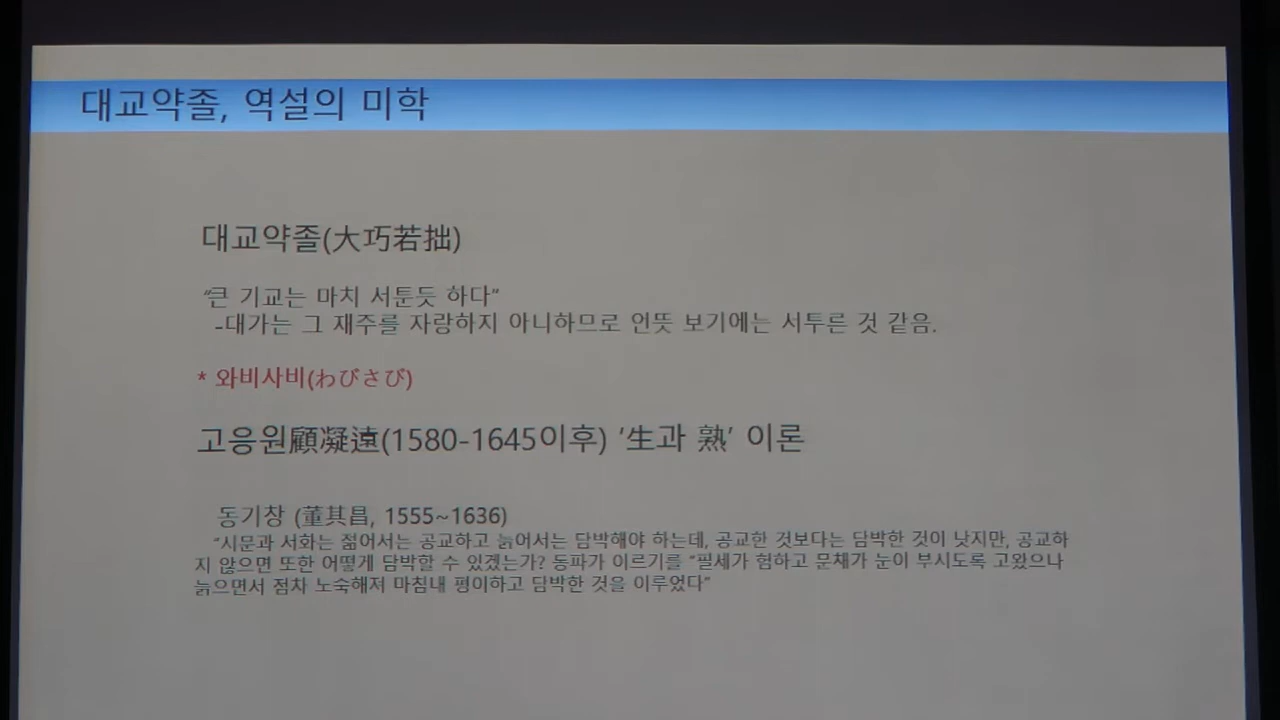 대교약졸, 역설의 미학
대교약졸(大巧若拙)
“큰 기교는 마치 서툰듯 하다”
-대가는 그 재주를 자랑하지 아니하므로 언뜻 보기에는 서투른 것 같음.
* 와비사비(わびさび)
고응원顧凝遠(1580-1645이후) ‘生과 熟’ 이론
동기창 (董其昌, 1555~1636)
“시문과 서화는 젊어서는 공교하고 늙어서는 담박해야 하는데, 공교한 것보다는 담박한 것이 낫지만, 공교하
지 않으면 또한 어떻게 담박할 수 있겠는가? 동파가 이르기를 “필세가 험하고 문채가 눈이 부시도록 고왔으나
늙으면서 점차 노숙해져 마침내 평이하고 담박한 것을 이루었다”